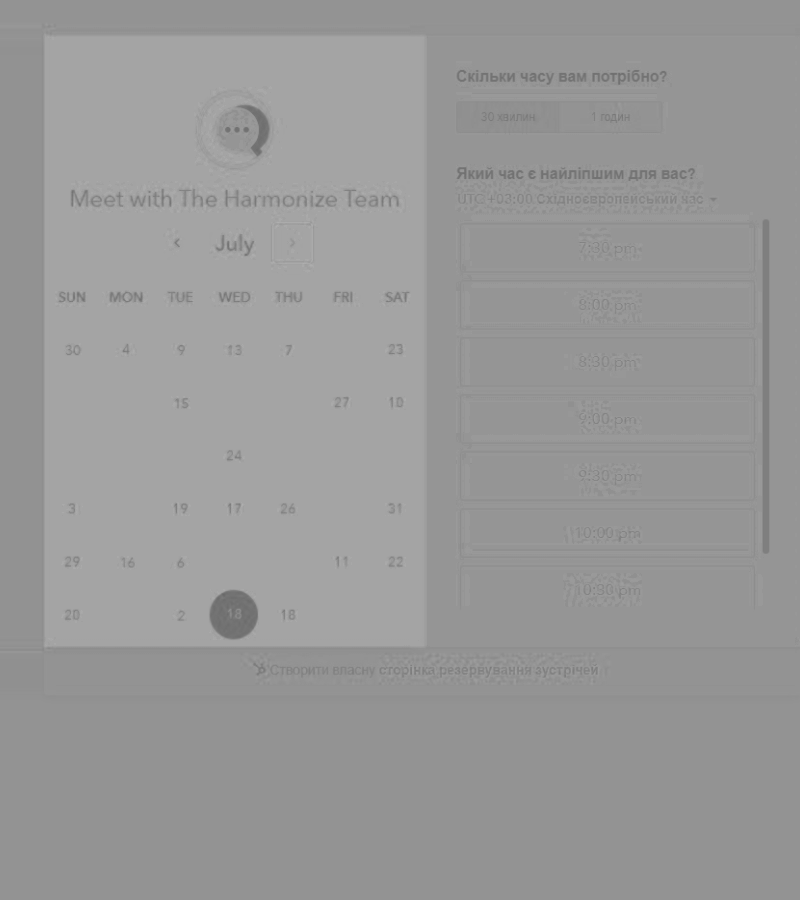 Meet with The Harmonize Team
July
SUN MON TUE WED THU FRI SAT
30 4 9 13 7 23
15 27 10
24
3 19 17 26 31
29 16 6 11 22
20 2 18 18
Скільки часу вам потрібно?
30 хвилин 1 годин
Який час є найліпшим для вас?
UTC +03:00 Східноєвропейський час
7:30 pm
8:00 pm
8:30 pm
9:00 pm
9:30 pm
10:00 pm
10:30 pm
Створити власну сторінка резервування зустрічей